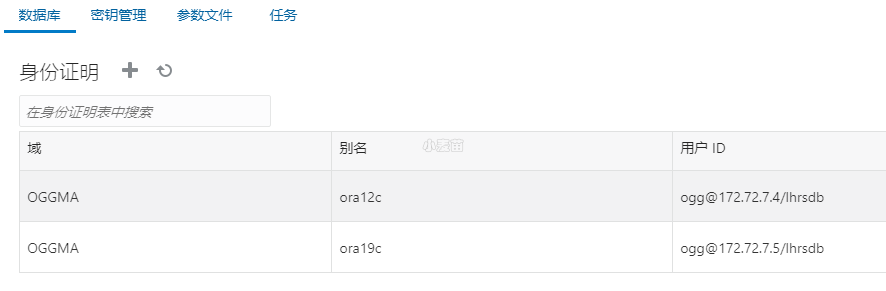 数据库 密钥管理 参数文件 任务
身份证明
在身份证明表中搜索
域 别名 小麦苗 用户 ID
OGGMA ora12c ogg@172.72.7.4/lhrsdb
OGGMA ora19c ogg@172.72.7.5/lhrsdb